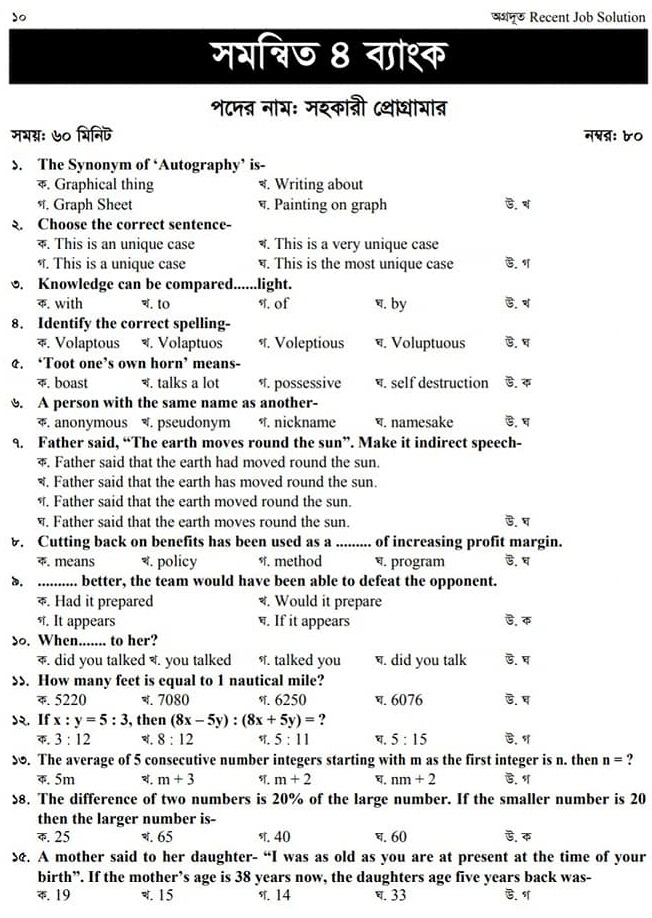 ১০ অগ্রদূত Recent Job Solution
সমন্বিত ৪ ব্যাংক
পদের নাম: সহকারী প্রোগ্রামার
সময়: ৬০ মিনিট নম্বর: ৮০
১. The Synonym of ‘Autography’ is-
ক. Graphical thing খ. Writing about
গ. Graph Sheet ঘ. Painting on graph উ. খ
২. Choose the correct sentence-
ক. This is an unique case খ. This is a very unique case
গ. This is a unique case ঘ. This is the most unique case উ. গ
৩. Knowledge can be compared......light.
ক. with খ. to গ. of ঘ. by উ. খ
৪. Identify the correct spelling-
ক. Volaptous খ. Volaptuos গ. Voleptious ঘ. Voluptuous উ. ঘ
৫. ‘Toot one’s own horn’ means-
ক. boast খ. talks a lot গ. possessive ঘ. self destruction উ. ক
৬. A person with the same name as another-
ক. anonymous খ. pseudonym গ. nickname ঘ. namesake উ. ঘ
৭. Father said, “The earth moves round the sun”. Make it indirect speech-
ক. Father said that the earth had moved round the sun.
খ. Father said that the earth has moved round the sun.
গ. Father said that the earth moved round the sun.
ঘ. Father said that the earth moves round the sun. উ. ঘ
৮. Cutting back on benefits has been used as a ......... of increasing profit margin.
ক. means খ. policy গ. method ঘ. program উ. ঘ
৯. .......... better, the team would have been able to defeat the opponent.
ক. Had it prepared খ. Would it prepare
গ. It appears ঘ. If it appears উ. ক
১০. When....... to her?
ক. did you talked খ. you talked গ. talked you ঘ. did you talk উ. ঘ
১১. How many feet is equal to 1 nautical mile?
ক. 5220 খ. 7080 গ. 6250 ঘ. 6076 উ. ঘ
১২. If x : y = 5 : 3, then (8x – 5y) : (8x + 5y) = ?
ক. 3 : 12 খ. 8 : 12 গ. 5 : 11 ঘ. 5 : 15 উ. গ
১৩. The average of 5 consecutive number integers starting with m as the first integer is n. then n = ?
ক. 5m খ. m + 3 গ. m + 2 ঘ. nm + 2 উ. গ
১৪. The difference of two numbers is 20% of the large number. If the smaller number is 20
then the larger number is-
ক. 25 খ. 65 গ. 40 ঘ. 60 উ. ক
১৫. A mother said to her daughter- “I was as old as you are at present at the time of your
birth”. If the mother’s age is 38 years now, the daughters age five years back was-
ক. 19 খ. 15 গ. 14 ঘ. 33 উ. গ